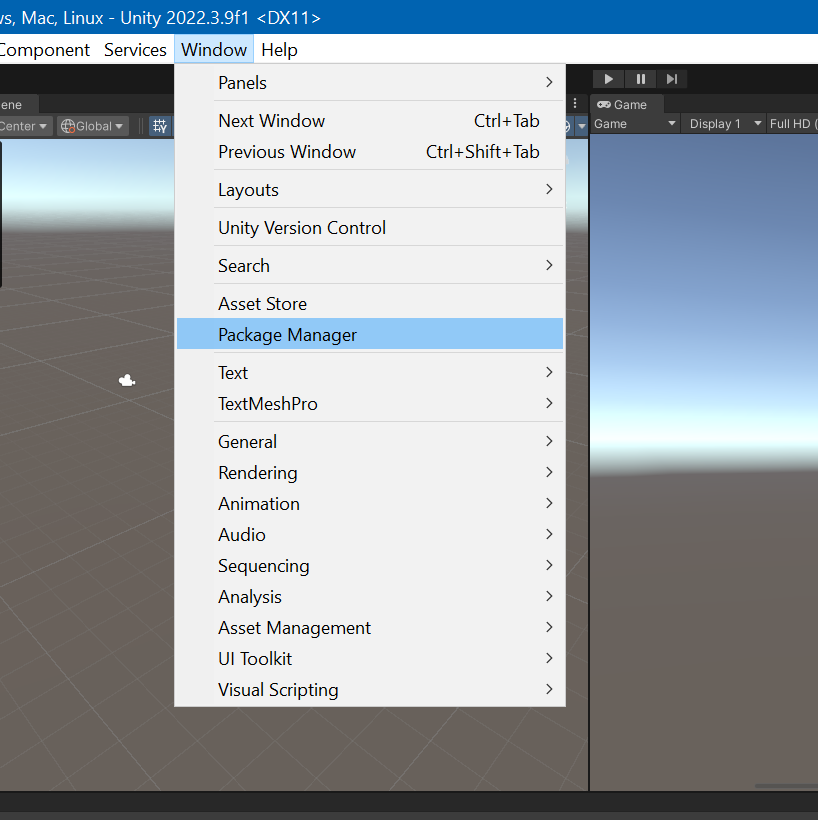 vs, Mac, Linux - Unity 2022.3.9f1 <DX11>
Component Services Window Help
Panels
Next Window Ctrl+Tab
Previous Window Ctrl+Shift+Tab
Layouts
Unity Version Control
Search
Asset Store
Package Manager
Text
TextMeshPro
General
Rendering
Animation
Audio
Sequencing
Analysis
Asset Management
UI Toolkit
Visual Scripting
ene
Center Global
Game
Game Display 1 Full HD (